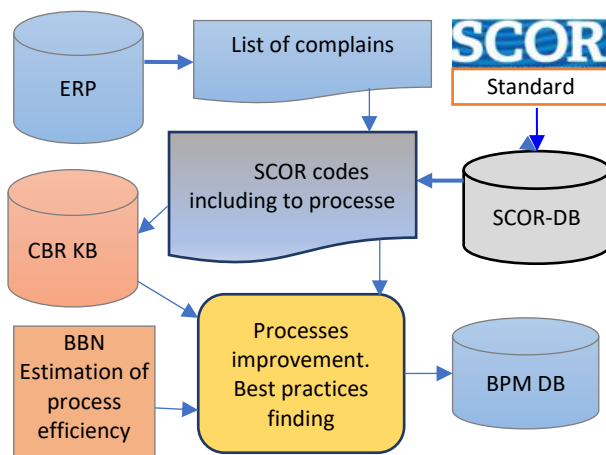 List of complains
SCOR
Standard
ERP
SCOR codes
including to processe
SCOR-DB
CBR KB
BBN
Estimation of
process
efficiency
Processes
improvement.
Best practices
finding
BPM DB